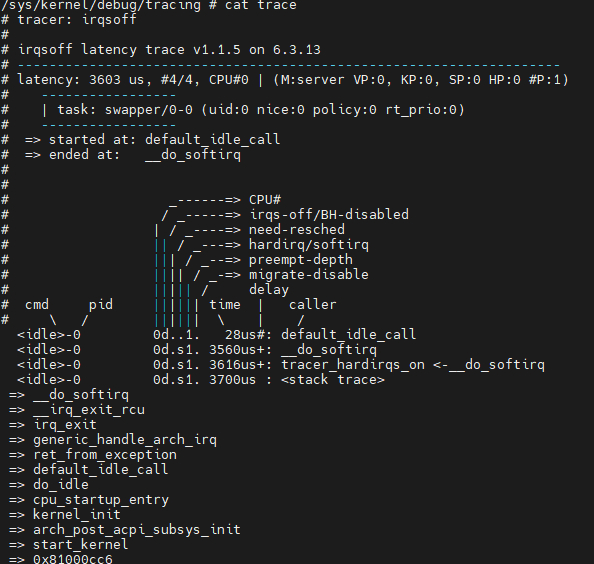 /sys/kernel/debug/tracing # cat trace
# tracer: irqsoff
#
# irqsoff latency trace v1.1.5 on 6.3.13
# --------------------------------------------------------------------
# latency: 3603 us, #4/4, CPU#0 | (M:server VP:0, KP:0, SP:0 HP:0 #P:1)
#    -----------------
#    | task: swapper/0-0 (uid:0 nice:0 policy:0 rt_prio:0)
#    -----------------
#  => started at: default_idle_call
#  => ended at:   __do_softirq
#
#
#                    _------=> CPU#
#                   / _-----=> irqs-off/BH-disabled
#                  | / _----=> need-resched
#                  || / _---=> hardirq/softirq
#                  ||| / _--=> preempt-depth
#                  |||| / _-=> migrate-disable
#                  ||||| /     delay
#  cmd     pid     |||||| time  |   caller
#     \   /        ||||||  \    |    /
  <idle>-0         0d..1.   28us#: default_idle_call
  <idle>-0         0d.s1. 3560us+: __do_softirq
  <idle>-0         0d.s1. 3616us+: tracer_hardirqs_on <-__do_softirq
  <idle>-0         0d.s1. 3700us : <stack trace>
 => __do_softirq
 => __irq_exit_rcu
 => irq_exit
 => generic_handle_arch_irq
 => ret_from_exception
 => default_idle_call
 => do_idle
 => cpu_startup_entry
 => kernel_init
 => arch_post_acpi_subsys_init
 => start_kernel
 => 0x81000cc6